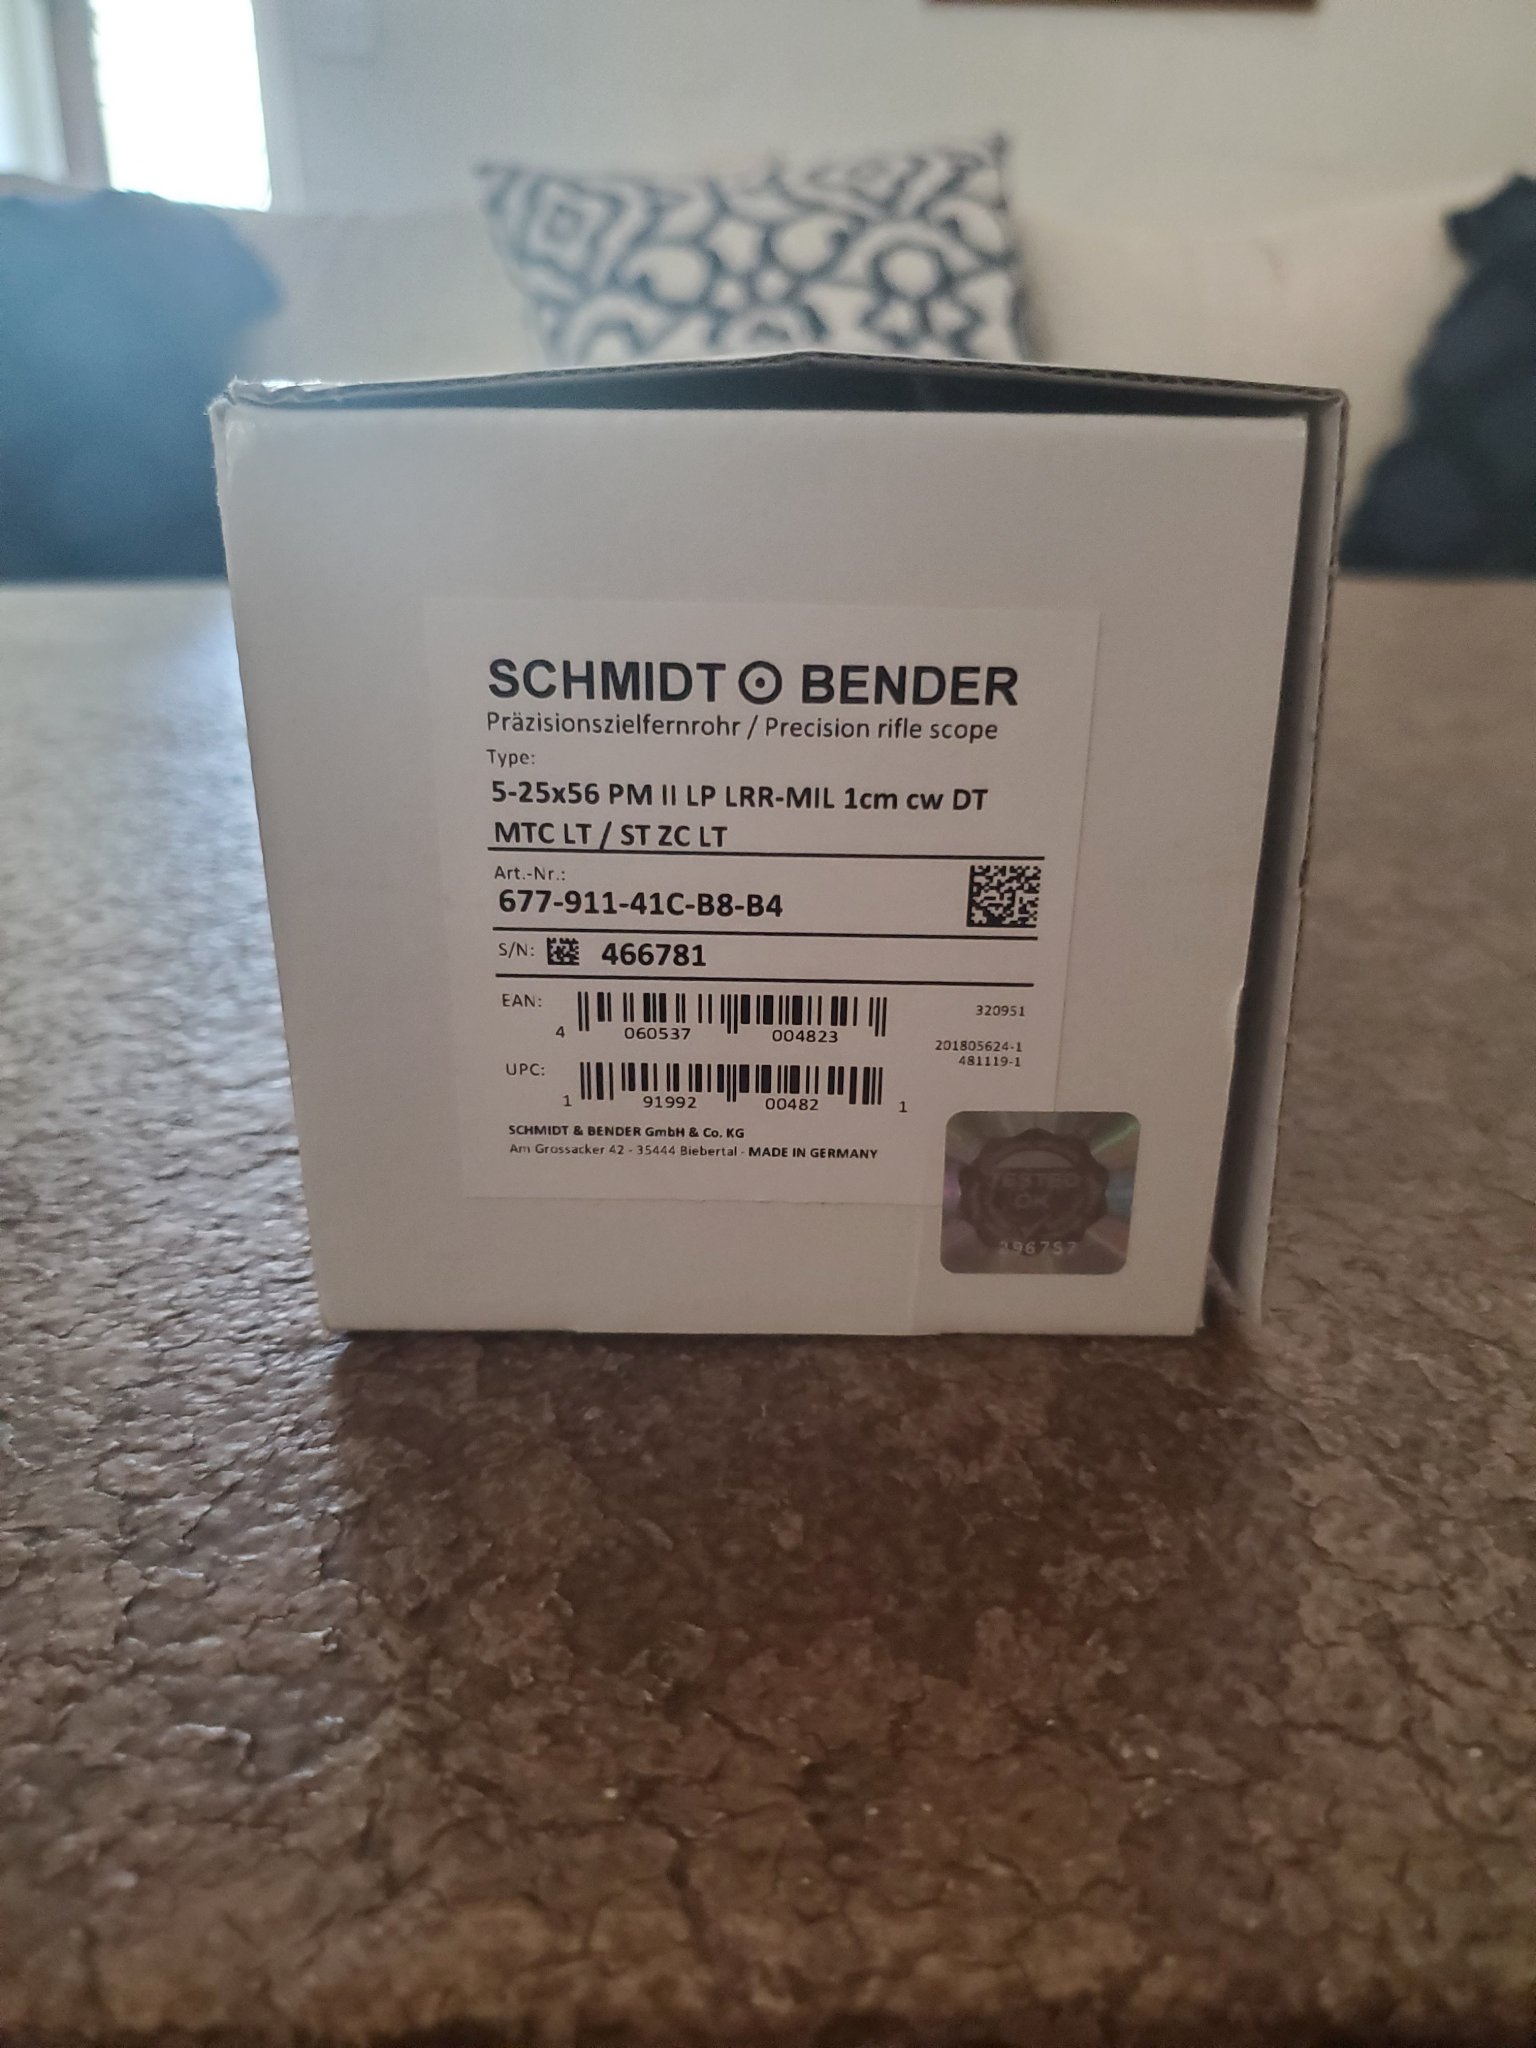 SCHMIDT BENDER
Präzisionszielfernrohr / Precision rifle scope
Type:
5-25x56 PM II LP LRR-MIL 1cm cw DT
MTC LT / ST ZC LT
Art.-Nr.:
677-911-41C-B8-B4
S/N: 466781
EAN:
4 060537 004823
320951
201805624-1
481119-1
UPC:
1 91992 00482 1
SCHMIDT & BENDER GmbH & Co. KG
Am Grossacker 42 - 35444 Biebertal - MADE IN GERMANY
TESTED
OK